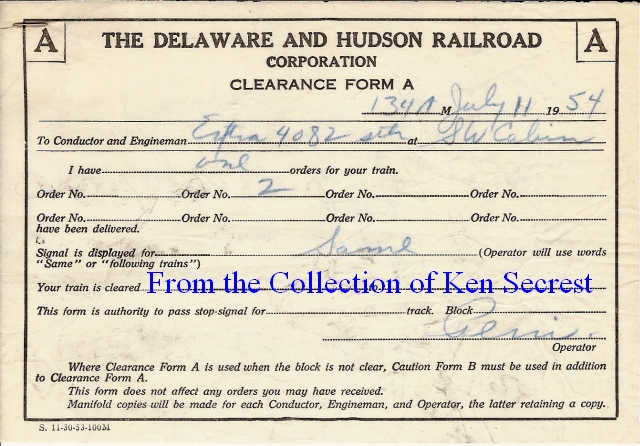 A THE DELAWARE AND HUDSON RAILROAD A
CORPORATION
CLEARANCE FORM A
134A M July 11 1954
To Conductor and Engineman Extra 4082 sth at SW Cabin
I have one orders for your train.
Order No. Order No. 2 Order No. Order No.
Order No. Order No. Order No. Order No.
have been delivered.
Signal is displayed for Same (Operator will use words
"Same" or "following trains")
Your train is cleared
From the Collection of Ken Secrest
This form is authority to pass stop-signal for track. Block
Operator
Where Clearance Form A is used when the block is not clear, Caution Form B must be used in addition
to Clearance Form A.
This form does not affect any orders you may have received.
Manifold copies will be made for each Conductor, Engineman, and Operator, the latter retaining a copy.
S. 11-30-53-100M